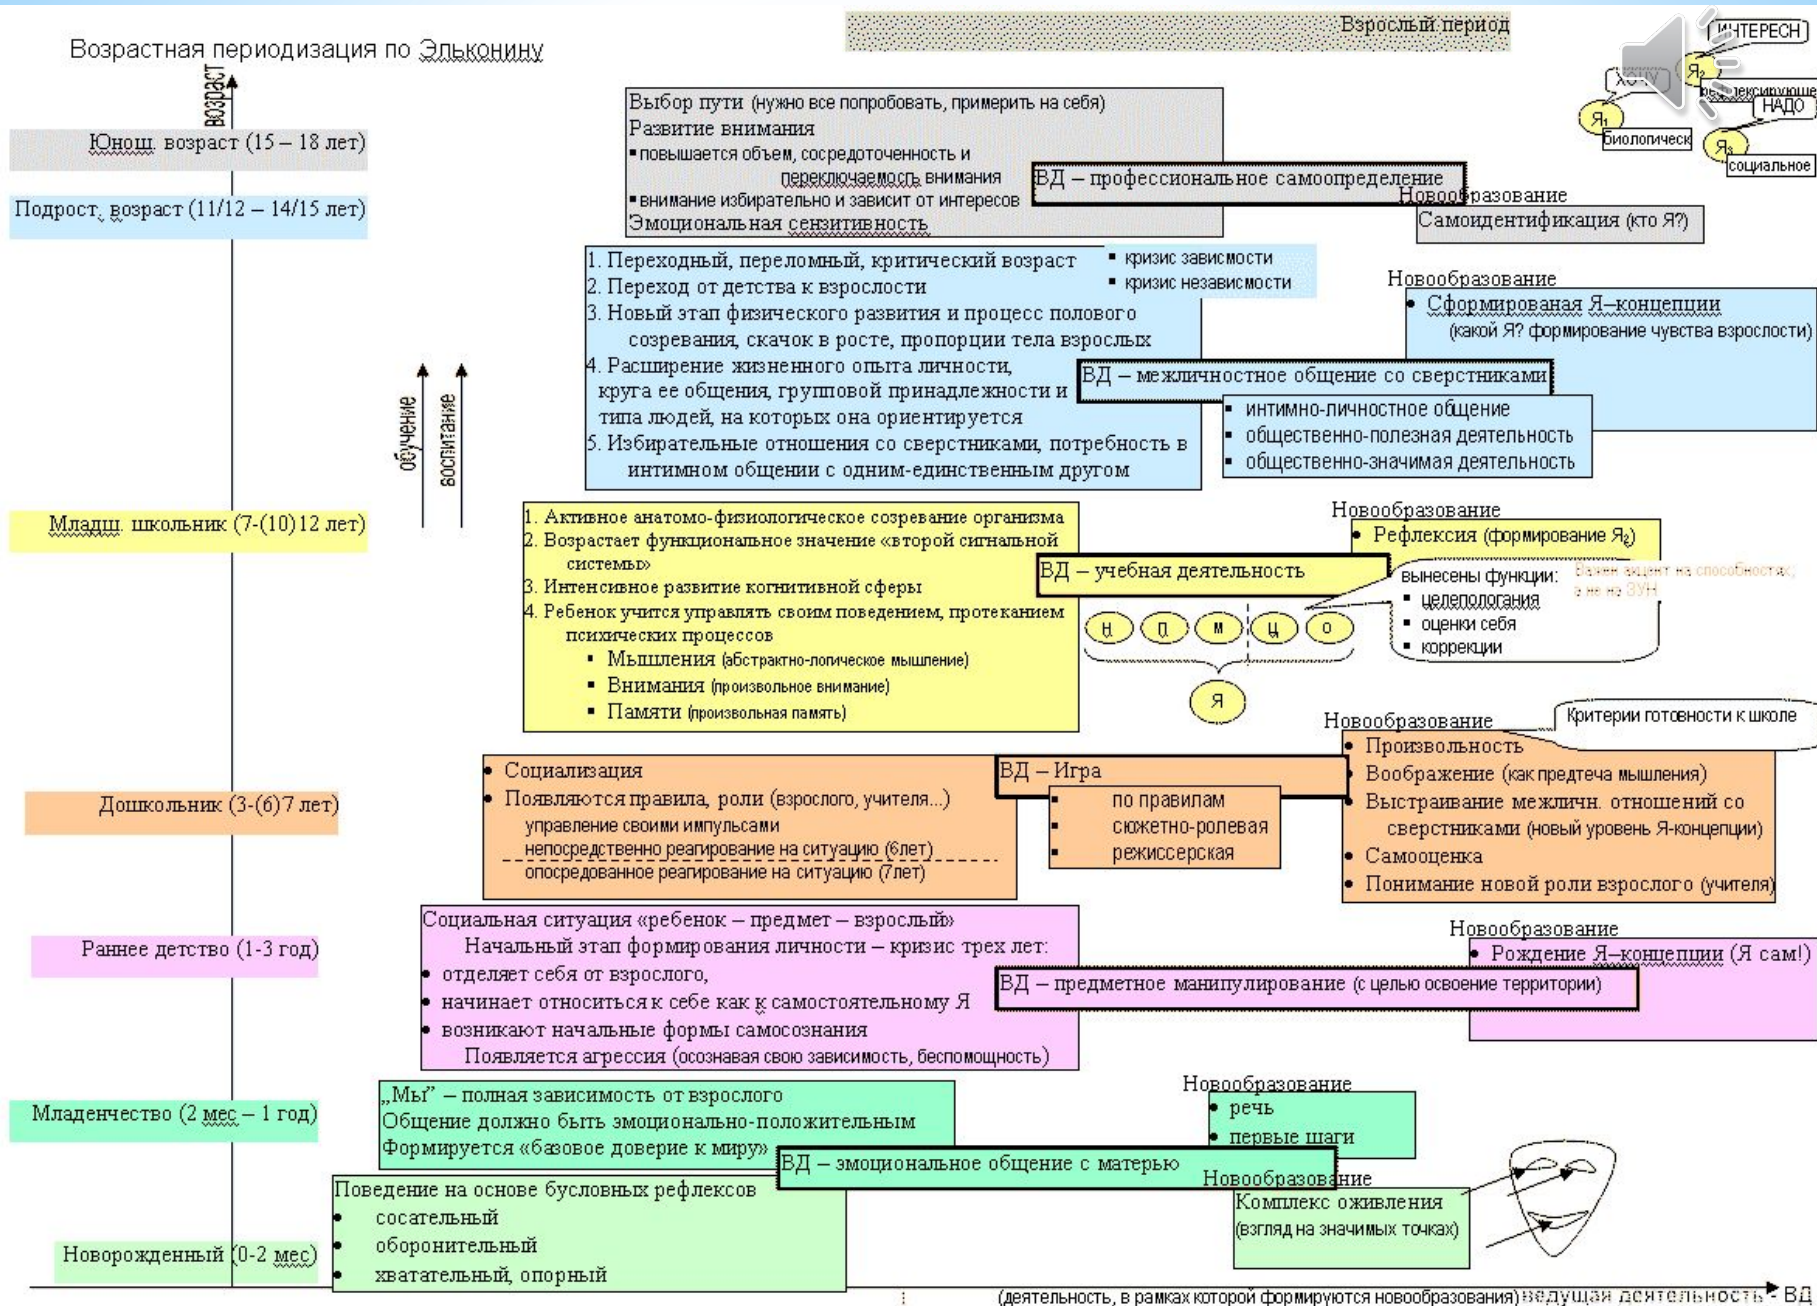 Взрослый период
Возрастная периодизация по Эльконину
возраст
ИНТЕРЕСН
ХОЧУ
Я2
рефлексирующе
НАДО
Я1
биологическ
Я3
социальное
Юнош. возраст (15 – 18 лет)
Выбор пути (нужно все попробовать, примерить на себя)
Развитие внимания
▪ повышается объем, сосредоточенность и
переключаемость внимания
▪ внимание избирательно и зависит от интересов
Эмоциональная сензитивность
ВД – профессиональное самоопределение
Новообразование
Самоидентификация (кто Я?)
Подрост, возраст (11/12 – 14/15 лет)
1. Переходный, переломный, критический возраст
▪ кризис зависмости
▪ кризис независмости
2. Переход от детства к взрослости
3. Новый этап физического развития и процесс полового
созревания, скачок в росте, пропорции тела взрослых
4. Расширение жизненного опыта личности,
круга ее общения, групповой принадлежности и
типа людей, на которых она ориентируется
5. Избирательные отношения со сверстниками, потребность в
интимном общении с одним-единственным другом
Новообразование
• Сформированая Я–концепции
(какой Я? формирование чувства взрослости)
ВД – межличностное общение со сверстниками
▪ интимно-личностное общение
▪ общественно-полезная деятельность
▪ общественно-значимая деятельность
обучение
воспитание
Младш. школьник (7-(10)12 лет)
1. Активное анатомо-физиологическое созревание организма
2. Возрастает функциональное значение «второй сигнальной
системы»
3. Интенсивное развитие когнитивной сферы
4. Ребенок учится управлять своим поведением, протеканием
психических процессов
▪ Мышления (абстрактно-логическое мышление)
▪ Внимания (произвольное внимание)
▪ Памяти (произвольная память)
Новообразование
• Рефлексия (формирование Я2)
ВД – учебная деятельность
вынесены функции:
▪ целепологания
▪ оценки себя
▪ коррекции
Важен акцент на способностях,
а не на ЗУН
Н П М Ц О
Я
Дошкольник (3-(6)7 лет)
• Социализация
• Появляются правила, роли (взрослого, учителя...)
управление своими импульсами
непосредственно реагирование на ситуацию (6лет)
опосредованное реагирование на ситуацию (7лет)
ВД – Игра
▪ по правилам
▪ сюжетно-ролевая
▪ режиссерская
Новообразование
Критерии готовности к школе
• Произвольность
• Воображение (как предтеча мышления)
• Выстраивание межличн. отношений со
сверстниками (новый уровень Я-концепции)
• Самооценка
• Понимание новой роли взрослого (учителя)
Раннее детство (1-3 год)
Социальная ситуация «ребенок – предмет – взрослый»
Начальный этап формирования личности – кризис трех лет:
• отделяет себя от взрослого,
• начинает относиться к себе как к самостоятельному Я
• возникают начальные формы самосознания
Появляется агрессия (осознавая свою зависимость, беспомощность)
ВД – предметное манипулирование (с целью освоение территории)
Новообразование
• Рождение Я–концепции (Я сам!)
Младенчество (2 мес – 1 год)
„Мы” – полная зависимость от взрослого
Общение должно быть эмоционально-положительным
Формируется «базовое доверие к миру»
ВД – эмоциональное общение с матерью
Новообразование
• речь
• первые шаги
Новорожденный (0-2 мес)
Поведение на основе бусловных рефлексов
• сосательный
• оборонительный
• хватательный, опорный
Новообразование
Комплекс оживления
(взгляд на значимых точках)
(деятельность, в рамках которой формируются новообразования) ведущая деятельность - ВД